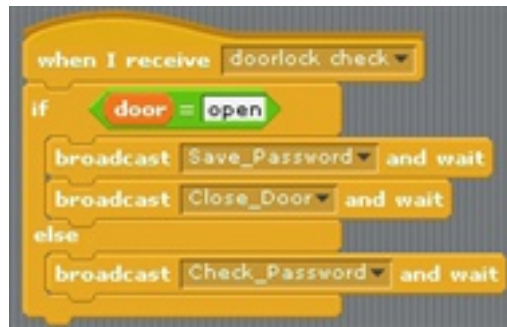 when I receive doorlock check
if door = open
broadcast Save_Password and wait
broadcast Close_Door and wait
else
broadcast Check_Password and wait